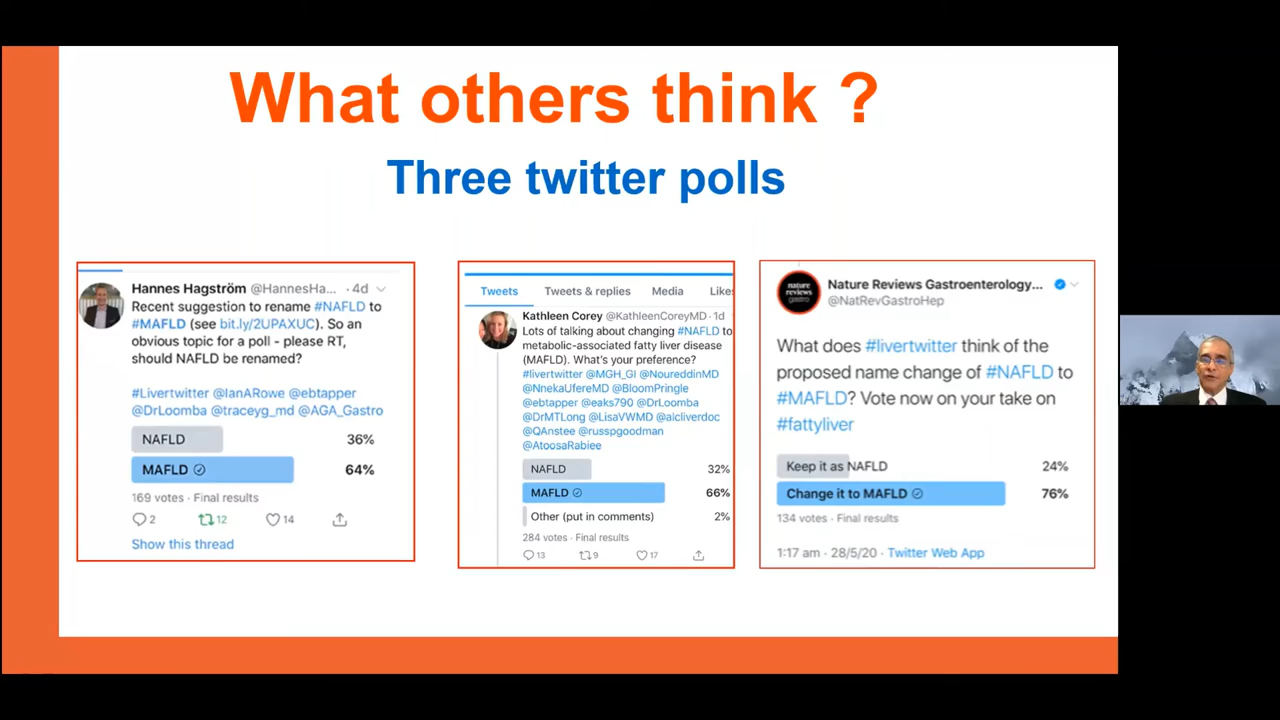 What others think ?
Three twitter polls
Hannes Hagström @HannesHa... · 4d
Recent suggestion to rename #NAFLD to
#MAFLD (see bit.ly/2UPAXUC). So an
obvious topic for a poll - please RT,
should NAFLD be renamed?
#Livertwitter @IanARowe @ebtapper
@DrLoomba @traceyg_md @AGA_Gastro
NAFLD 36%
MAFLD 64%
169 votes · Final results
2 12 14
Show this thread
Tweets Tweets & replies Media Likes
Kathleen Corey @KathleenCoreyMD · 1d
Lots of talking about changing #NAFLD to
metabolic-associated fatty liver disease
(MAFLD). What's your preference?
#livertwitter @MGH_GI @NoureddinMD
@NnekaUfereMD @BloomPringle
@ebtapper @eaks790 @DrLoomba
@DrMTLong @LisaVWMD @alcliverdoc
@QAnstee @russpgoodman
@AtoosaRabiee
NAFLD 32%
MAFLD 66%
Other (put in comments) 2%
284 votes · Final results
13 9 17
nature
reviews
gastro
Nature Reviews Gastroenterology...
@NatRevGastroHep
What does #livertwitter think of the
proposed name change of #NAFLD to
#MAFLD? Vote now on your take on
#fattyliver
Keep it as NAFLD 24%
Change it to MAFLD 76%
134 votes · Final results
1:17 am · 28/5/20 · Twitter Web App